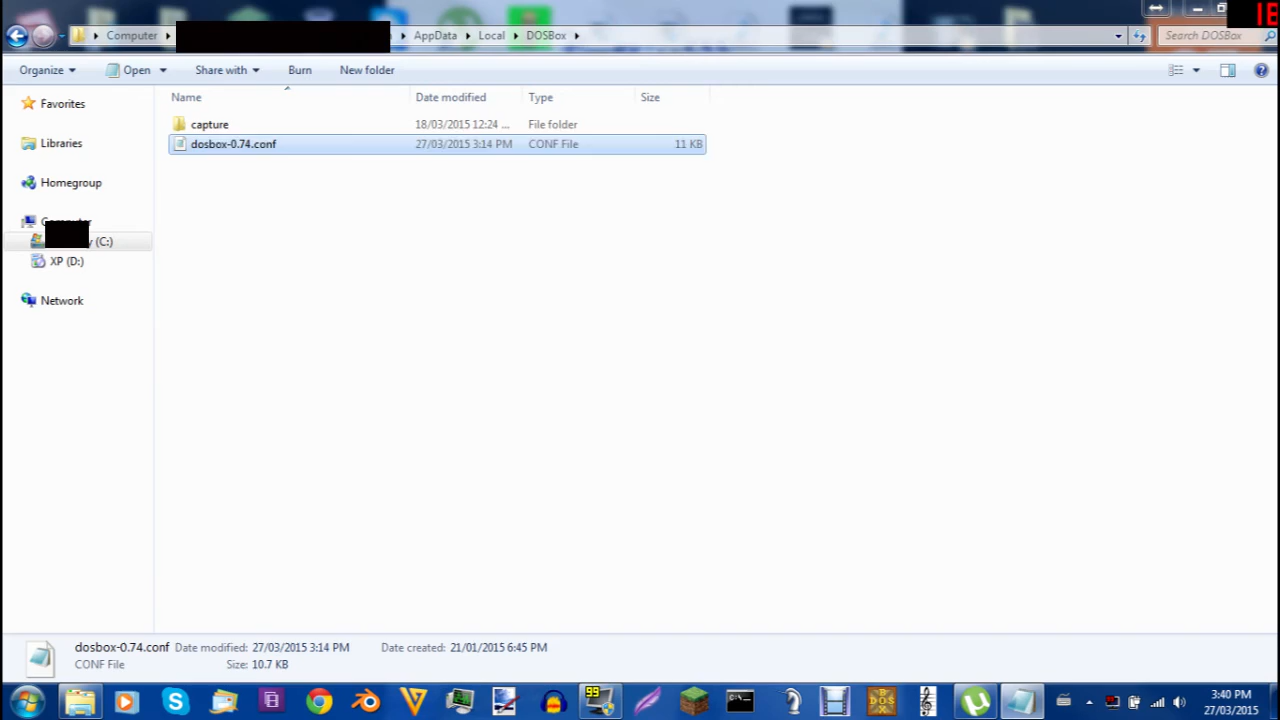 18
Computer AppData Local DOSBox Search DOSBox
Organize Open Share with Burn New folder
Name Date modified Type Size
Favorites
capture 18/03/2015 12:24 ... File folder
dosbox-0.74.conf 27/03/2015 3:14 PM CONF File 11 KB
Libraries
Homegroup
Computer
y (C:)
XP (D:)
Network
dosbox-0.74.conf Date modified: 27/03/2015 3:14 PM Date created: 21/01/2015 6:45 PM
CONF File Size: 10.7 KB
99
C:\
DOS
3:40 PM
27/03/2015